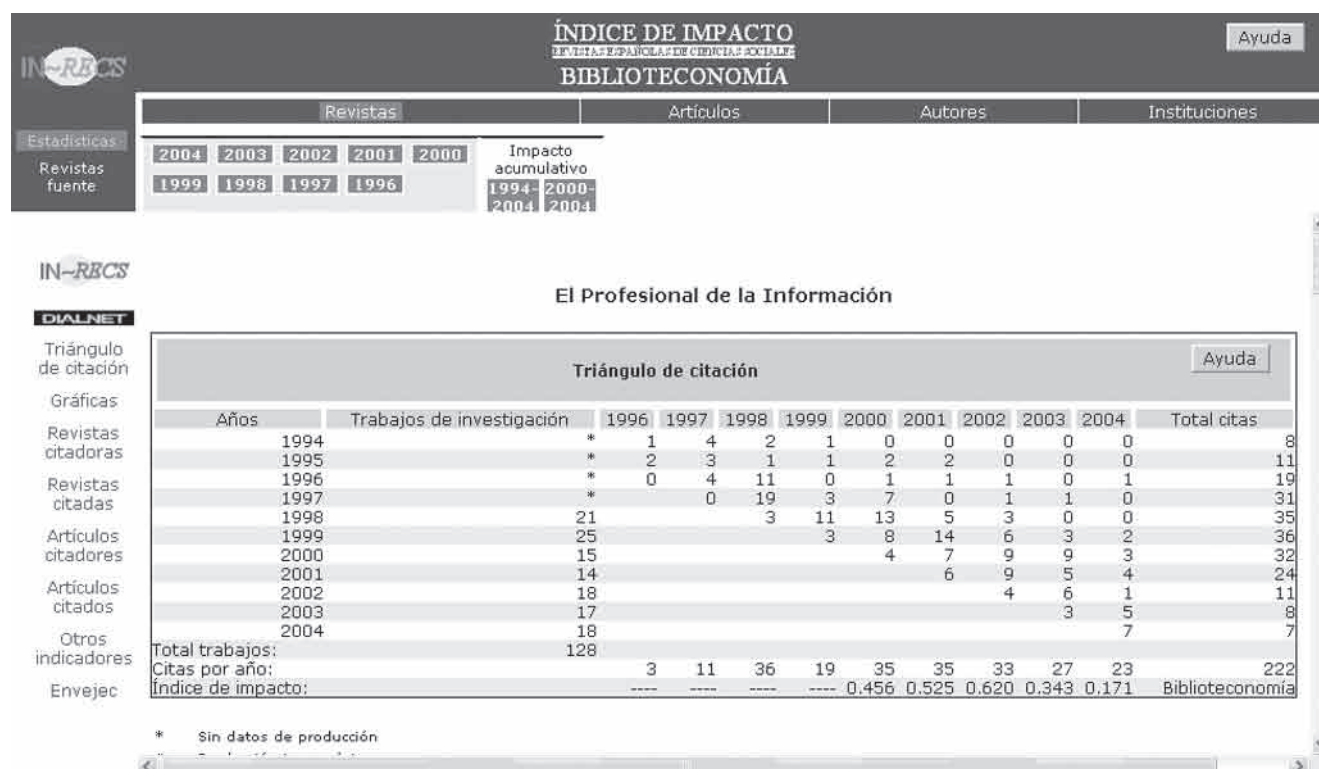 ÍNDICE DE IMPACTO
REVISTAS ESPAÑOLAS DE CIENCIAS SOCIALES
BIBLIOTECONOMÍA
Ayuda
IN~RECS
Revistas Artículos Autores Instituciones
Estadísticas
Revistas fuente
2004 2003 2002 2001 2000
1999 1998 1997 1996
Impacto
acumulativo
1994- 2000-
2004 2004
IN~RECS
DIALNET
Triángulo
de citación
Gráficas
Revistas
citadoras
Revistas
citadas
Artículos
citadores
Artículos
citados
Otros
indicadores
Envejec
El Profesional de la Información
Triángulo de citación
Ayuda
Años Trabajos de investigación 1996 1997 1998 1999 2000 2001 2002 2003 2004 Total citas
1994 * 1 4 2 1 0 0 0 0 0 8
1995 * 2 3 1 1 2 2 0 0 0 11
1996 * 0 4 11 0 1 1 1 0 1 19
1997 * 0 19 3 7 0 1 1 0 31
1998 21 3 11 13 5 3 0 0 35
1999 25 3 8 14 6 3 2 36
2000 15 4 7 9 9 3 32
2001 14 6 9 5 4 24
2002 18 4 6 1 11
2003 17 3 5 8
2004 18 7 7
Total trabajos: 128
Citas por año: 3 11 36 19 35 35 33 27 23 222
Índice de impacto: ---- ---- ---- ---- 0.456 0.525 0.620 0.343 0.171 Biblioteconomía
* Sin datos de producción